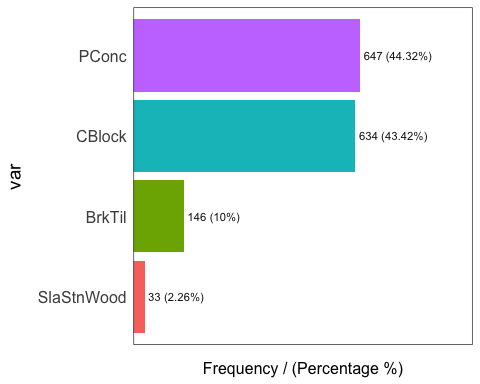 PConc
647 (44.32%)
CBlock
634 (43.42%)
var
BrkTil
146 (10%)
SlaStnWood
33 (2.26%)
Frequency / (Percentage %)